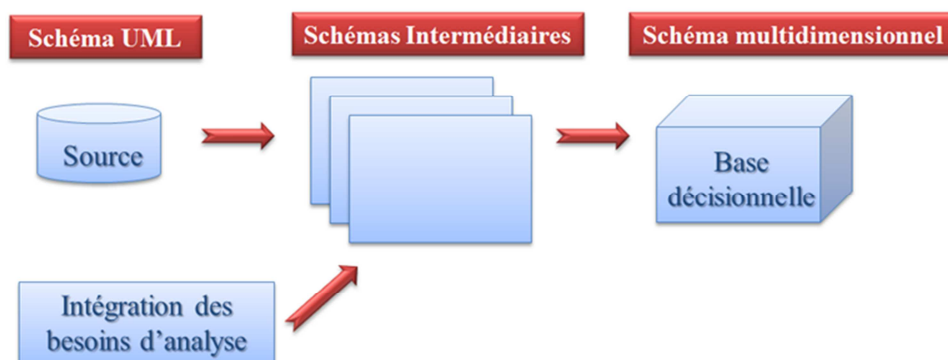 Schéma UML
Schémas Intermédiaires
Schéma multidimensionnel
Source
Base
décisionnelle
Intégration des
besoins d'analyse